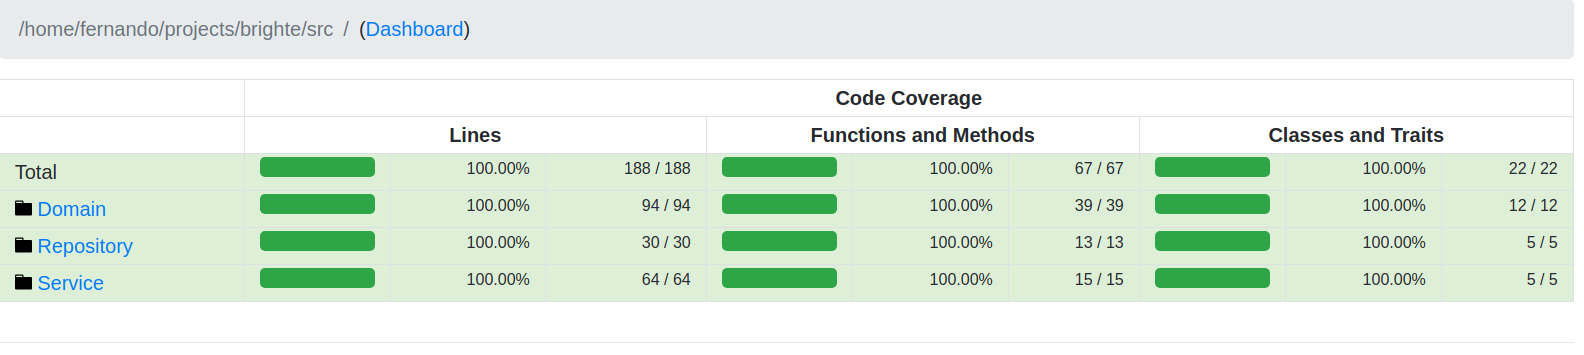 /home/fernando/projects/brighte/src / (Dashboard)
Code Coverage
Lines Functions and Methods Classes and Traits
Total 100.00% 188 / 188 100.00% 67 / 67 100.00% 22 / 22
Domain 100.00% 94 / 94 100.00% 39 / 39 100.00% 12 / 12
Repository 100.00% 30 / 30 100.00% 13 / 13 100.00% 5 / 5
Service 100.00% 64 / 64 100.00% 15 / 15 100.00% 5 / 5